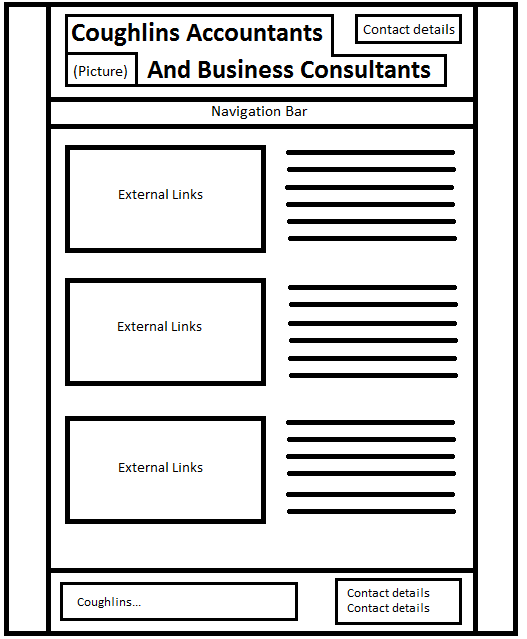 Coughlins Accountants
Contact details
(Picture)
And Business Consultants
Navigation Bar
External Links
External Links
External Links
Coughlins...
Contact details
Contact details